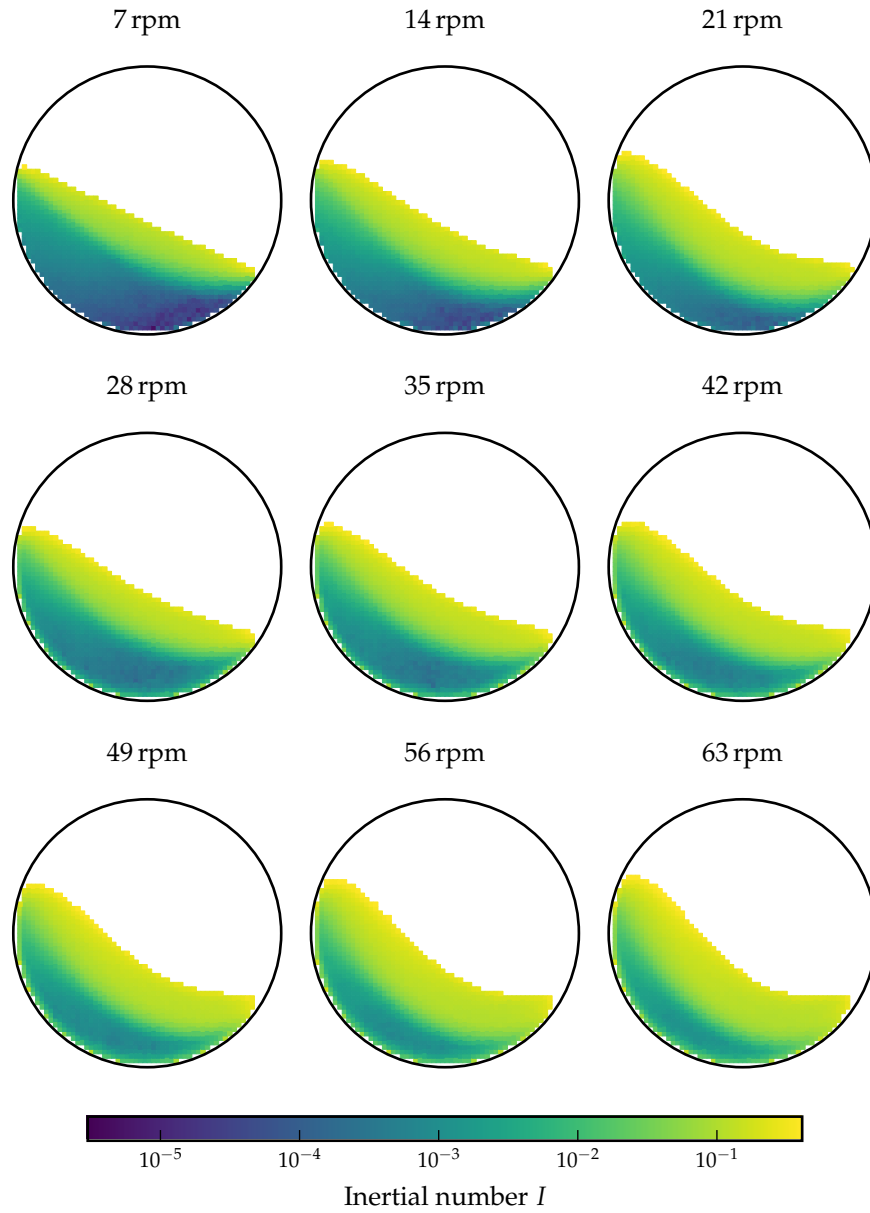 7 rpm 14 rpm 21 rpm
28 rpm 35 rpm 42 rpm
49 rpm 56 rpm 63 rpm
10⁻⁵ 10⁻⁴ 10⁻³ 10⁻² 10⁻¹
Inertial number I